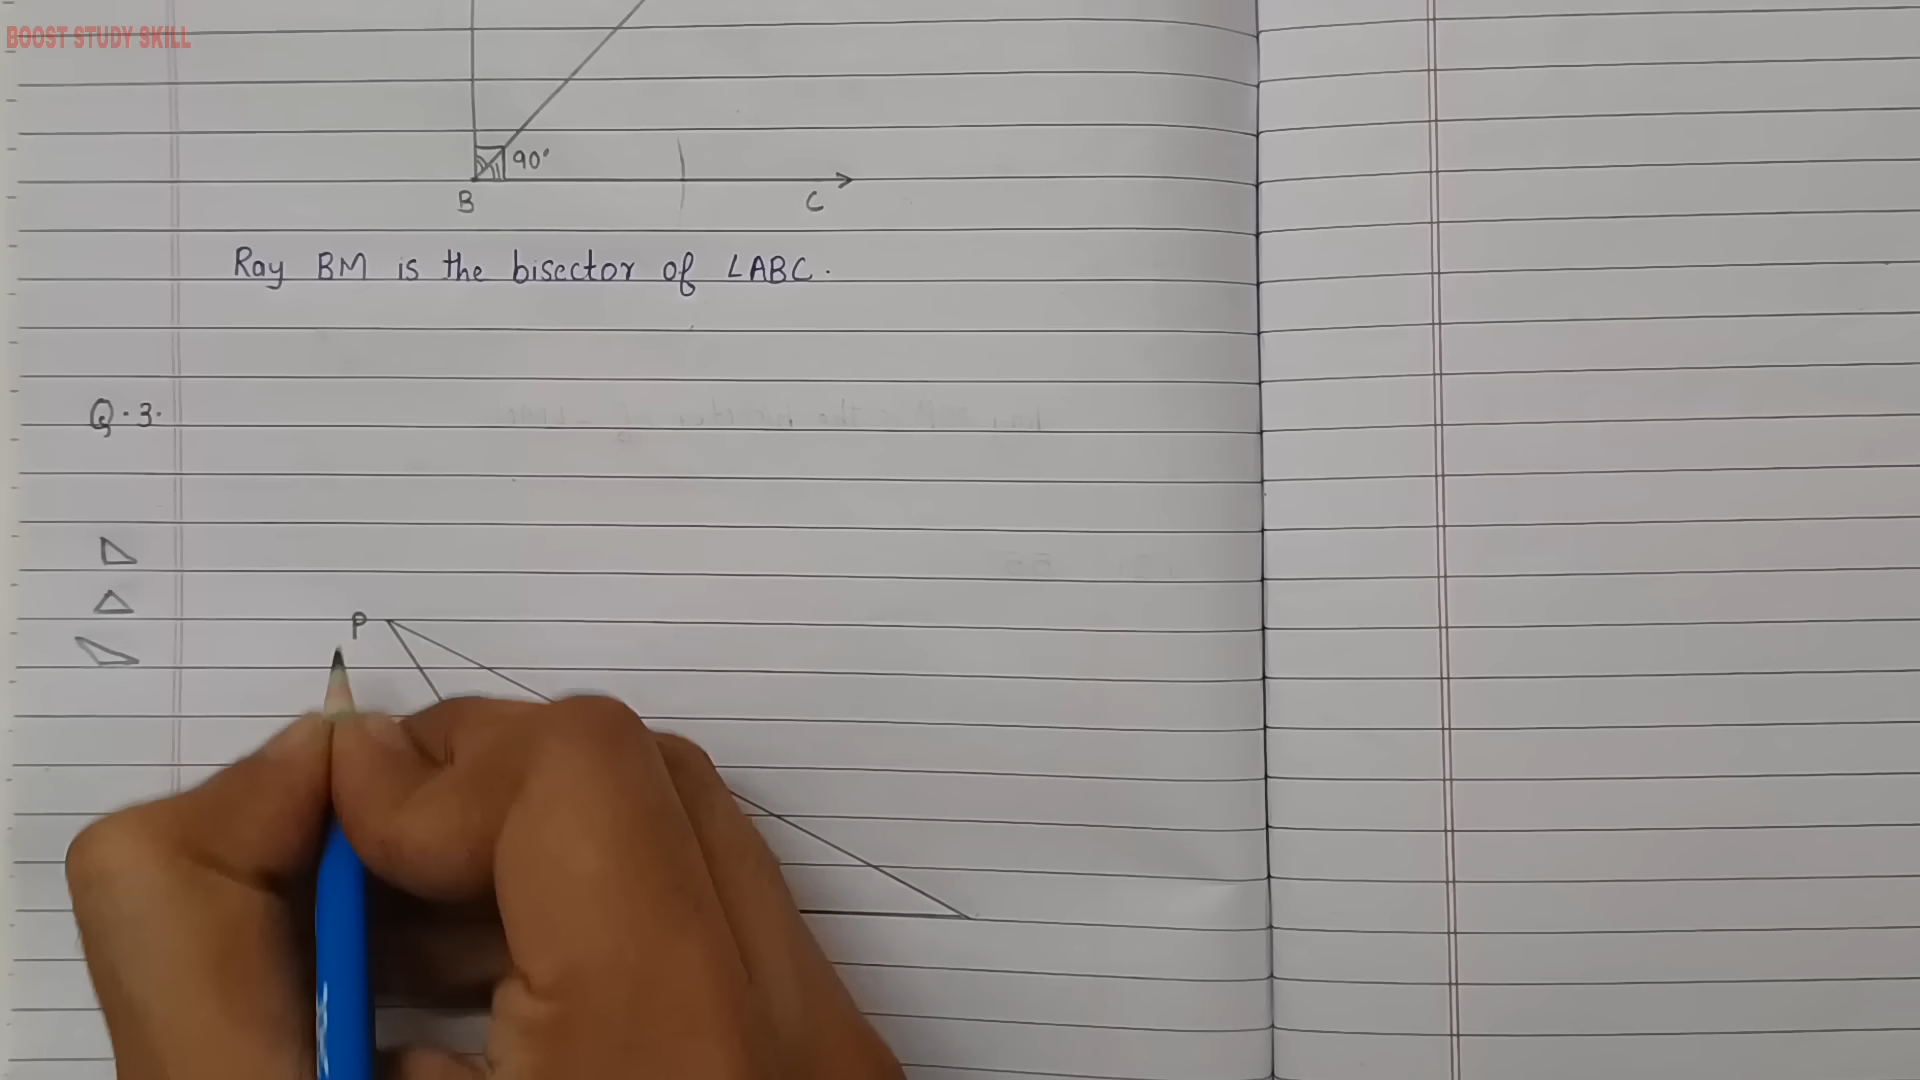 BOOST STUDY SKILL
90°
B C
Ray BM is the bisector of ∠ABC.
Q.3.
P